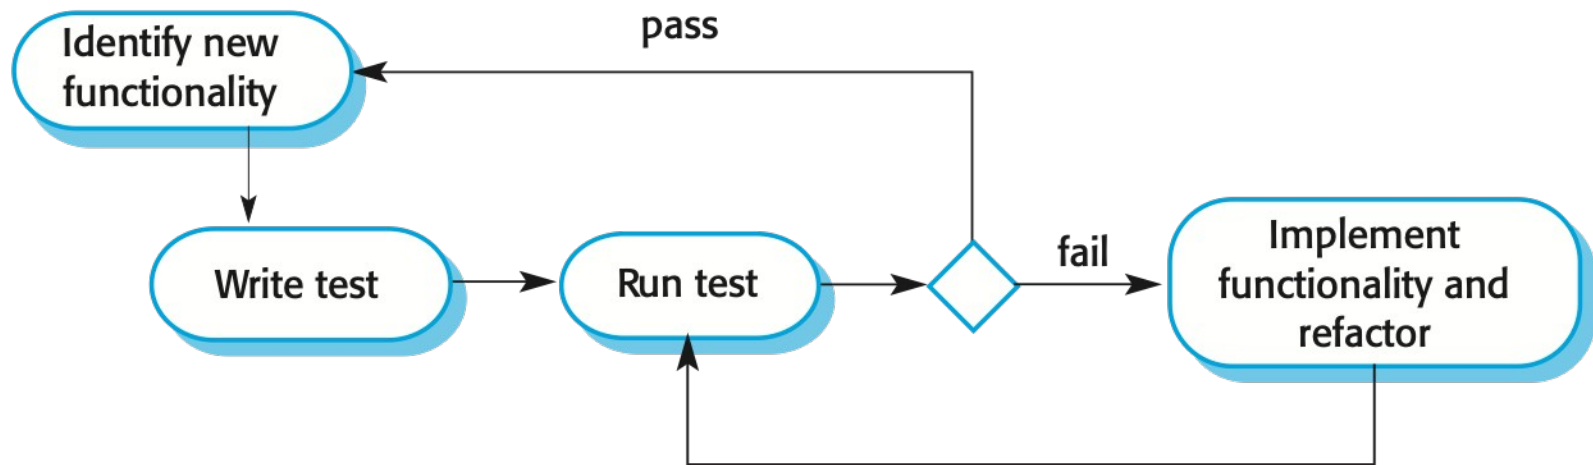 Identify new
functionality
pass
Write test
Run test
fail
Implement
functionality and
refactor